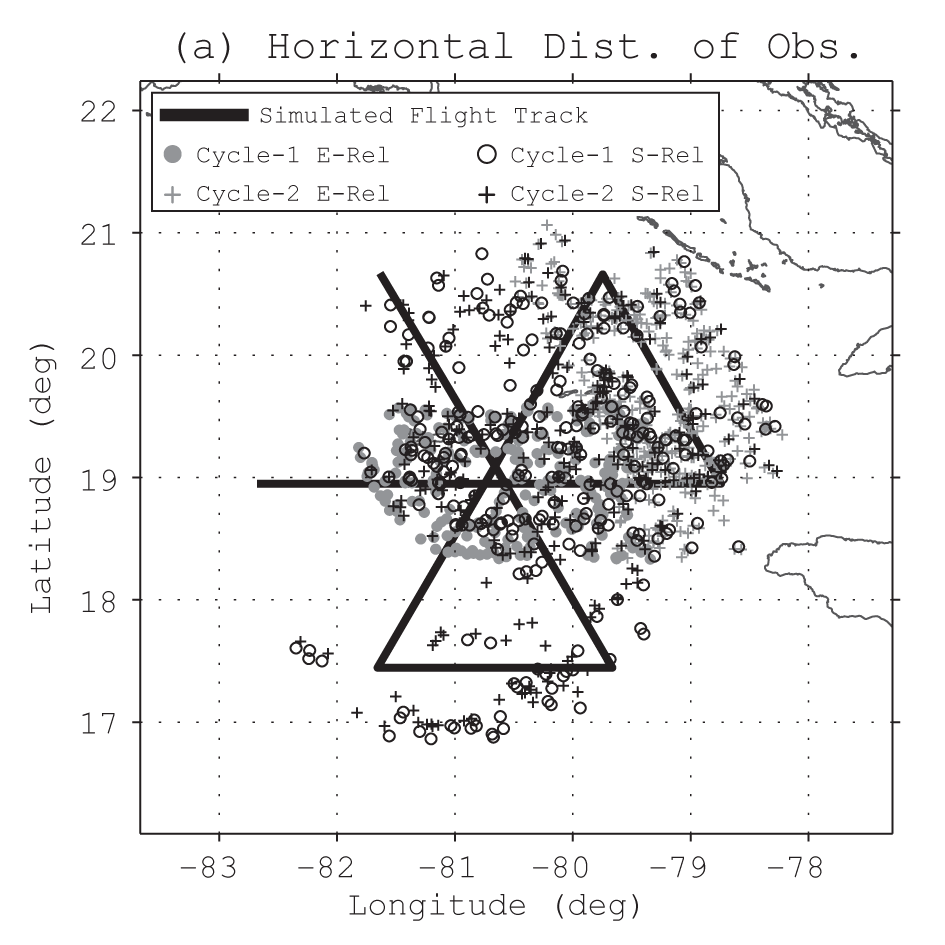 (a) Horizontal Dist. of Obs.
Simulated Flight Track
Cycle-1 E-Rel
Cycle-1 S-Rel
Cycle-2 E-Rel
Cycle-2 S-Rel
22
21
20
19
18
17
Latitude (deg)
−83 −82 −81 −80 −79 −78
Longitude (deg)